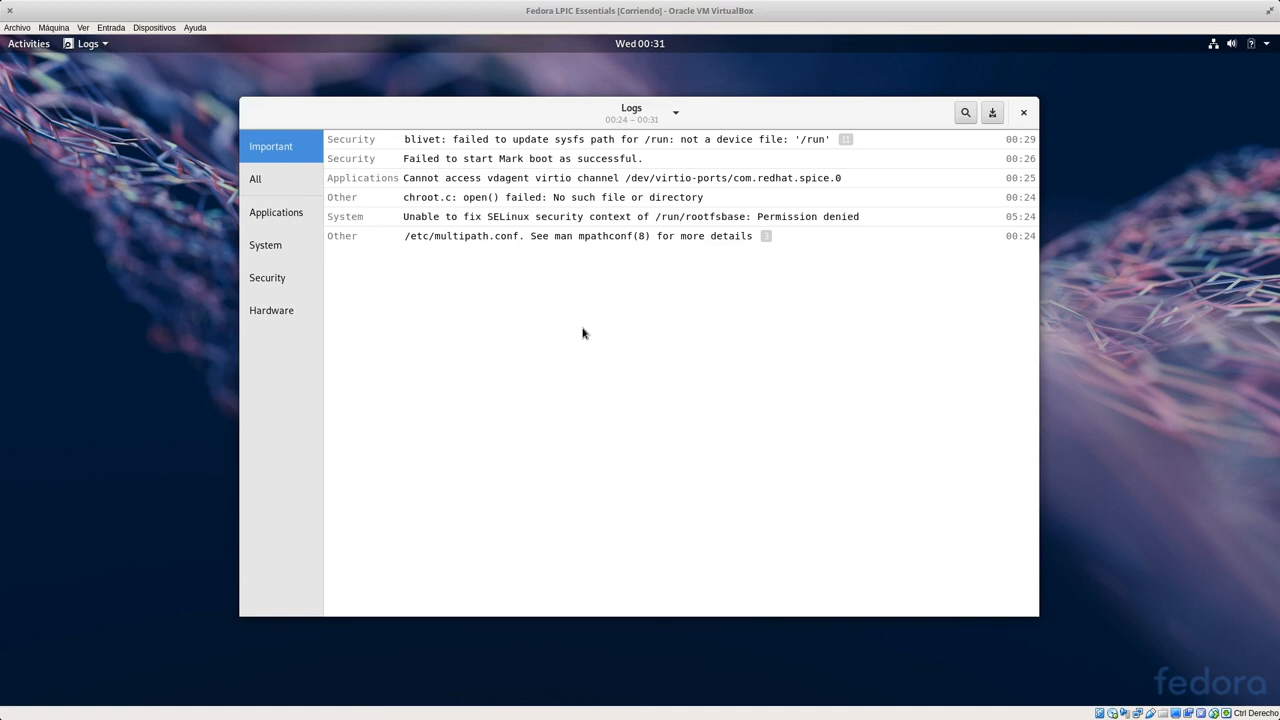 Fedora LPIC Essentials [Corriendo] - Oracle VM VirtualBox
Archivo Máquina Ver Entrada Dispositivos Ayuda
Activities Logs Wed 00:31
Logs
00:24 – 00:31
Important
All
Applications
System
Security
Hardware
Security blivet: failed to update sysfs path for /run: not a device file: '/run' 11 00:29
Security Failed to start Mark boot as successful. 00:26
Applications Cannot access vdagent virtio channel /dev/virtio-ports/com.redhat.spice.0 00:25
Other chroot.c: open() failed: No such file or directory 00:24
System Unable to fix SELinux security context of /run/rootfsbase: Permission denied 05:24
Other /etc/multipath.conf. See man mpathconf(8) for more details 3 00:24
fedora
Ctrl Derecho